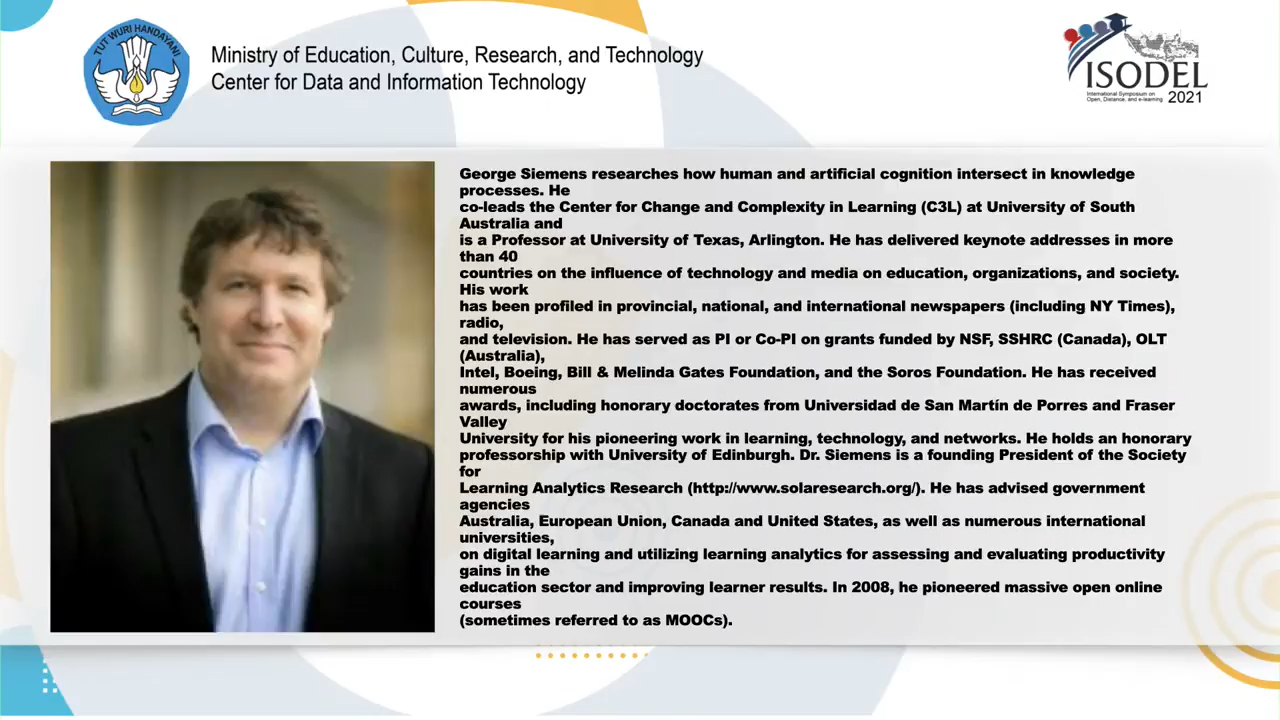 TUT WURI HANDAYANI
Ministry of Education, Culture, Research, and Technology
Center for Data and Information Technology
ISODEL
International Symposium on
Open, Distance, and e-learning
2021
George Siemens researches how human and artificial cognition intersect in knowledge
processes. He
co-leads the Center for Change and Complexity in Learning (C3L) at University of South
Australia and
is a Professor at University of Texas, Arlington. He has delivered keynote addresses in more
than 40
countries on the influence of technology and media on education, organizations, and society.
His work
has been profiled in provincial, national, and international newspapers (including NY Times),
radio,
and television. He has served as PI or Co-PI on grants funded by NSF, SSHRC (Canada), OLT
(Australia),
Intel, Boeing, Bill & Melinda Gates Foundation, and the Soros Foundation. He has received
numerous
awards, including honorary doctorates from Universidad de San Martín de Porres and Fraser
Valley
University for his pioneering work in learning, technology, and networks. He holds an honorary
professorship with University of Edinburgh. Dr. Siemens is a founding President of the Society
for
Learning Analytics Research (http://www.solaresearch.org/). He has advised government
agencies
Australia, European Union, Canada and United States, as well as numerous international
universities,
on digital learning and utilizing learning analytics for assessing and evaluating productivity
gains in the
education sector and improving learner results. In 2008, he pioneered massive open online
courses
(sometimes referred to as MOOCs).